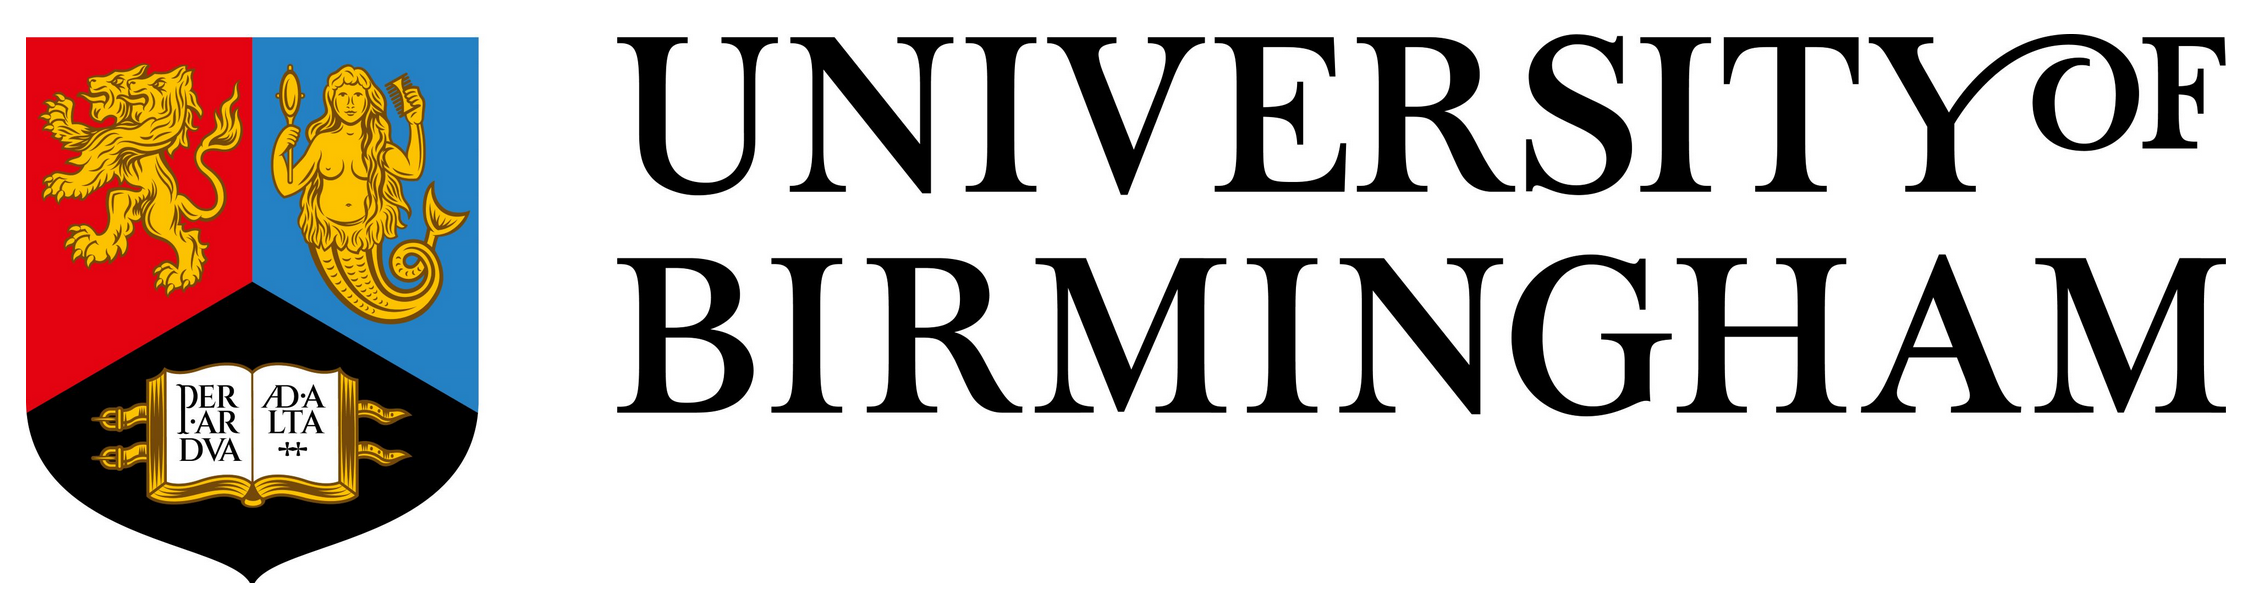 PER
·AR
DVA
AD·A
LTA
UNIVERSITY OF
BIRMINGHAM